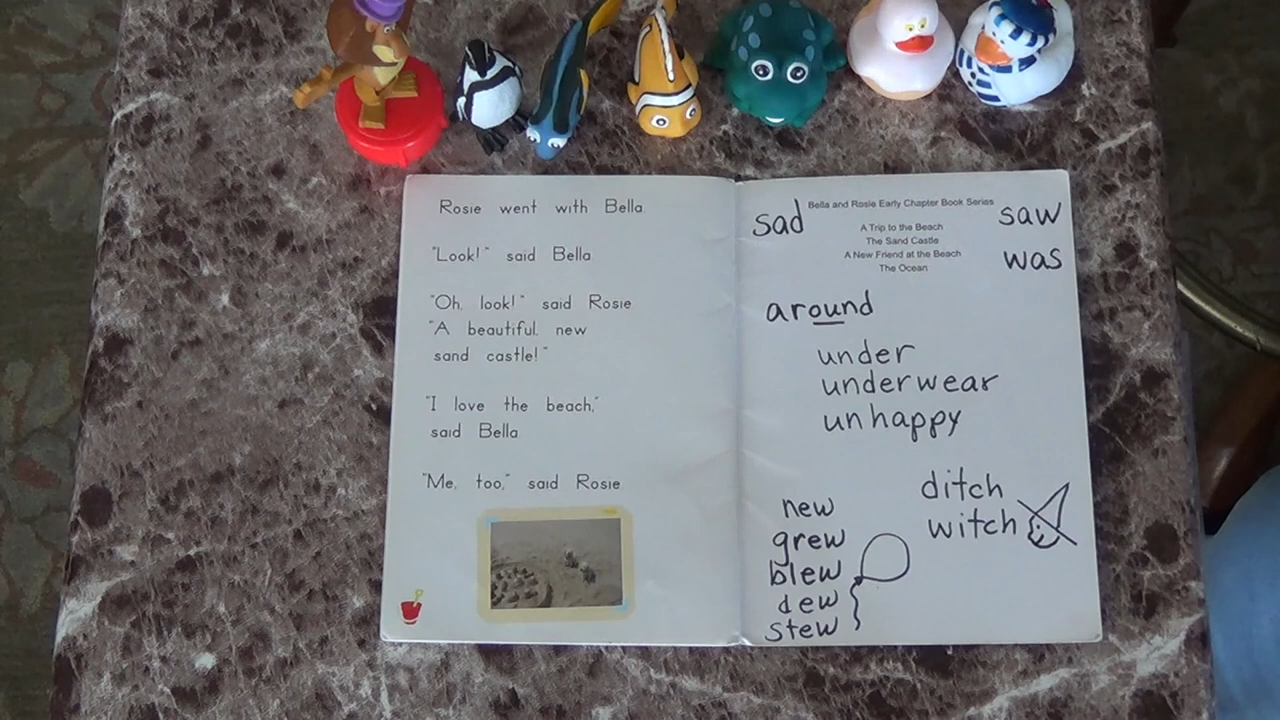 Rosie went with Bella.
"Look!" said Bella
"Oh, look!" said Rosie
"A beautiful, new
sand castle!"
"I love the beach,"
said Bella
"Me, too," said Rosie
Bella and Rosie Early Chapter Book Series
A Trip to the Beach
The Sand Castle
A New Friend at the Beach
The Ocean
sad
saw
was
around
under
underwear
unhappy
ditch
witch
new
grew
blew
dew
stew